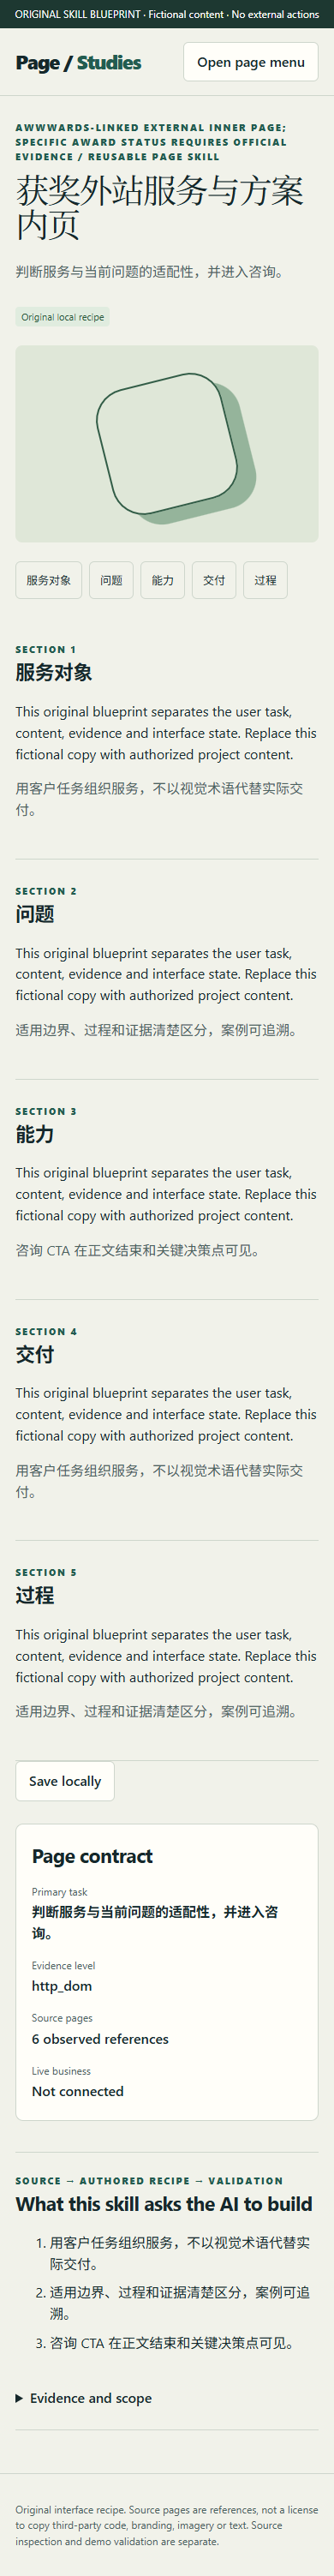 ORIGINAL SKILL BLUEPRINT · Fictional content · No external actions
Page / Studies
Open page menu
AWWWARDS-LINKED EXTERNAL INNER PAGE;
SPECIFIC AWARD STATUS REQUIRES OFFICIAL
EVIDENCE / REUSABLE PAGE SKILL
获奖外站服务与方案
内页
判断服务与当前问题的适配性，并进入咨询。
Original local recipe
服务对象
问题
能力
交付
过程
SECTION 1
服务对象
This original blueprint separates the user task,
content, evidence and interface state. Replace this
fictional copy with authorized project content.
用客户任务组织服务，不以视觉术语代替实际交
付。
SECTION 2
问题
This original blueprint separates the user task,
content, evidence and interface state. Replace this
fictional copy with authorized project content.
适用边界、过程和证据清楚区分，案例可追溯。
SECTION 3
能力
This original blueprint separates the user task,
content, evidence and interface state. Replace this
fictional copy with authorized project content.
咨询 CTA 在正文结束和关键决策点可见。
SECTION 4
交付
This original blueprint separates the user task,
content, evidence and interface state. Replace this
fictional copy with authorized project content.
用客户任务组织服务，不以视觉术语代替实际交
付。
SECTION 5
过程
This original blueprint separates the user task,
content, evidence and interface state. Replace this
fictional copy with authorized project content.
适用边界、过程和证据清楚区分，案例可追溯。
Save locally
Page contract
Primary task
判断服务与当前问题的适配性，并进入咨
询。
Evidence level
http_dom
Source pages
6 observed references
Live business
Not connected
SOURCE → AUTHORED RECIPE → VALIDATION
What this skill asks the AI to build
1. 用客户任务组织服务，不以视觉术语代替实
际交付。
2. 适用边界、过程和证据清楚区分，案例可追
溯。
3. 咨询 CTA 在正文结束和关键决策点可见。
Evidence and scope
Original interface recipe. Source pages are references, not a license
to copy third-party code, branding, imagery or text. Source
inspection and demo validation are separate.